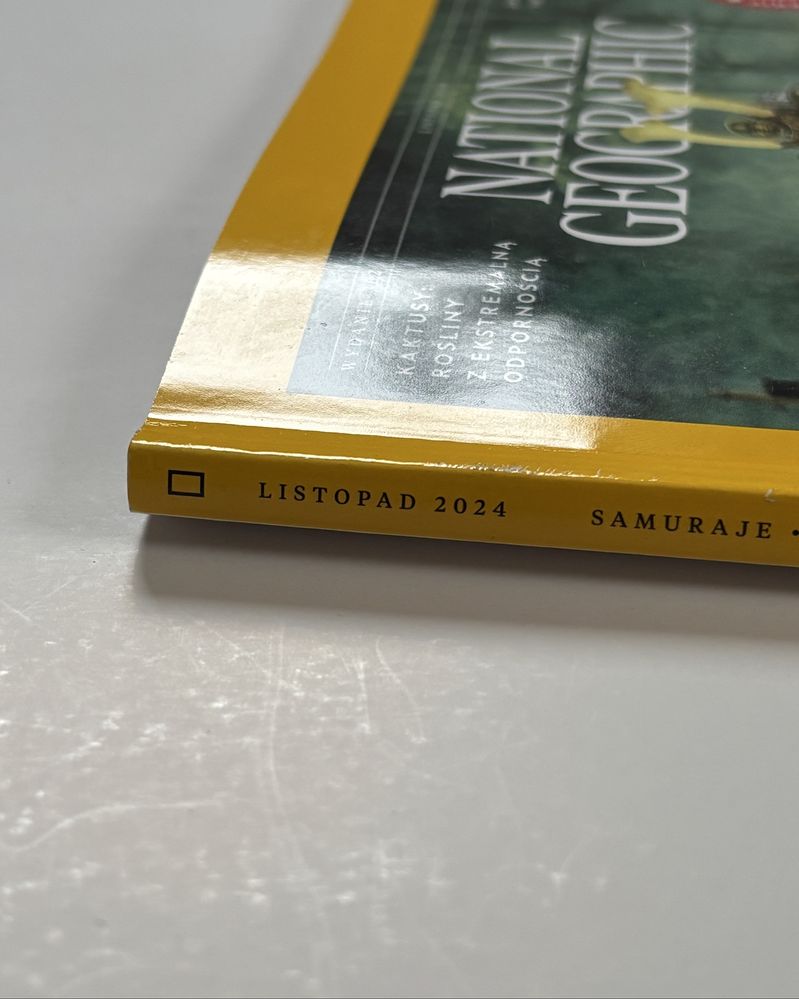 NATIONAL
GEOGRAPHIC
KAKTUSY:
ROŚLINY
Z EKSTREMALNĄ
ODPORNOŚCIĄ
LISTOPAD 2024 SAMURAJE •